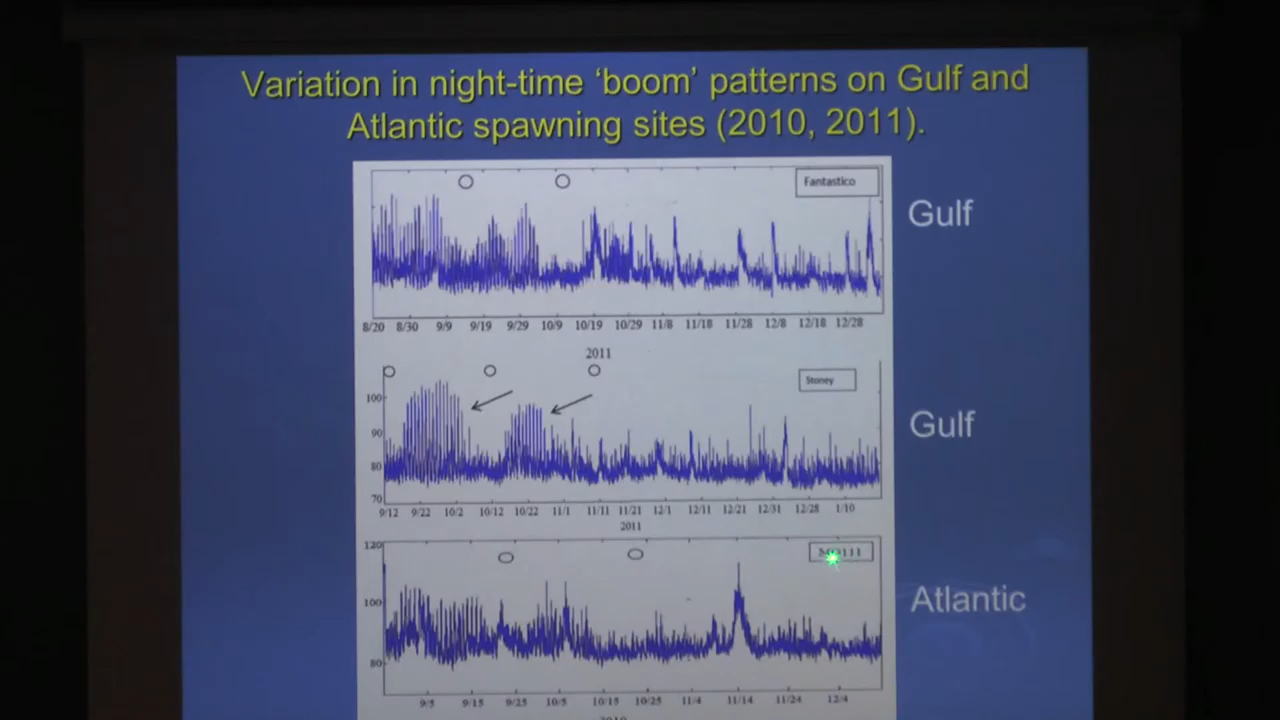 Variation in night-time ‘boom’ patterns on Gulf and
Atlantic spawning sites (2010, 2011).
Fantastico
Gulf
8/20 8/30 9/9 9/19 9/29 10/9 10/19 10/29 11/8 11/18 11/28 12/8 12/18 12/28
2011
Stoney
100
90
80
70
Gulf
9/12 9/22 10/2 10/12 10/22 11/1 11/11 11/21 12/1 12/11 12/21 12/31 12/28 1/10
2011
120
100
80
Atlantic
9/5 9/15 9/25 10/5 10/15 10/25 11/4 11/14 11/24 12/4